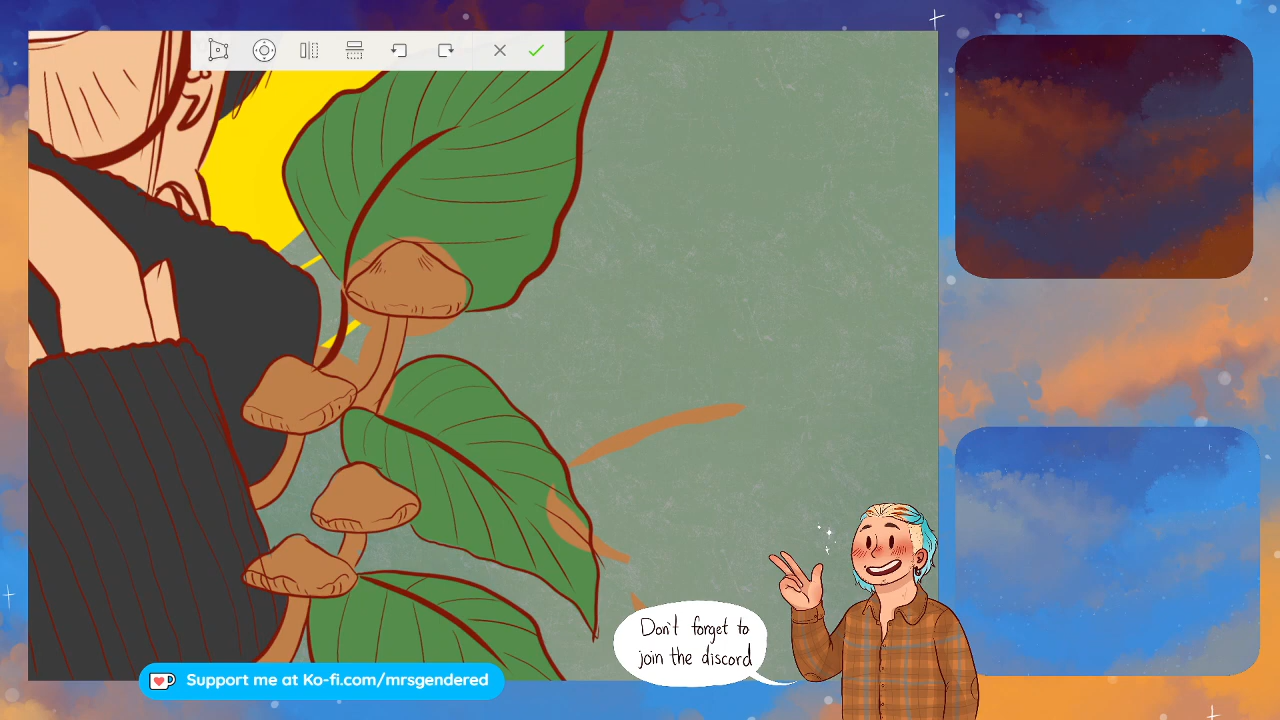 Don't forget to
join the discord
Support me at Ko-fi.com/mrsgendered